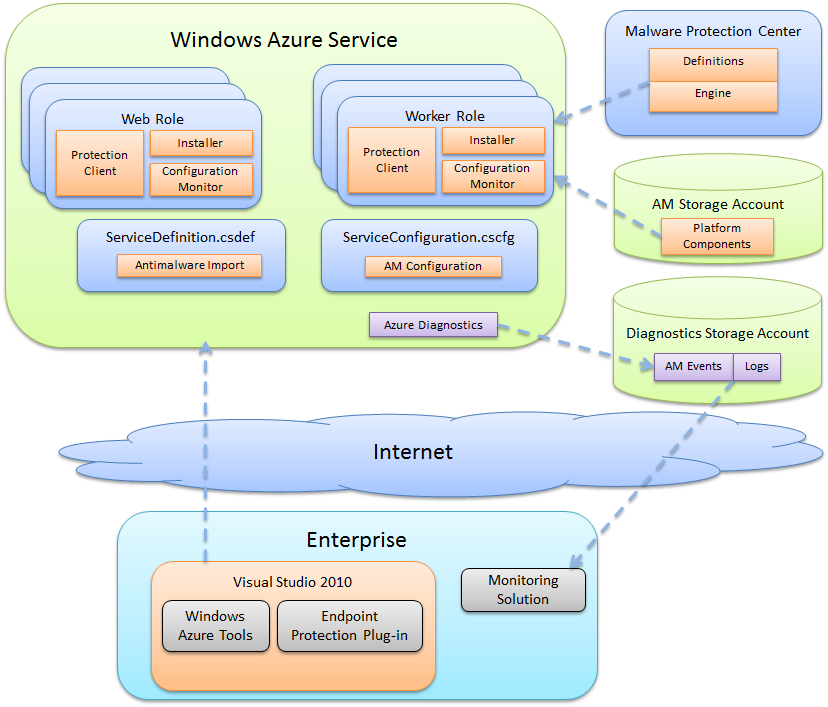 Windows Azure Service
Web Role
Protection
Client
Installer
Configuration
Monitor
Worker Role
Protection
Client
Installer
Configuration
Monitor
ServiceDefinition.csdef
Antimalware Import
ServiceConfiguration.cscfg
AM Configuration
Azure Diagnostics
Malware Protection Center
Definitions
Engine
AM Storage Account
Platform
Components
Diagnostics Storage Account
AM Events
Logs
Internet
Enterprise
Visual Studio 2010
Windows
Azure Tools
Endpoint
Protection Plug-in
Monitoring
Solution